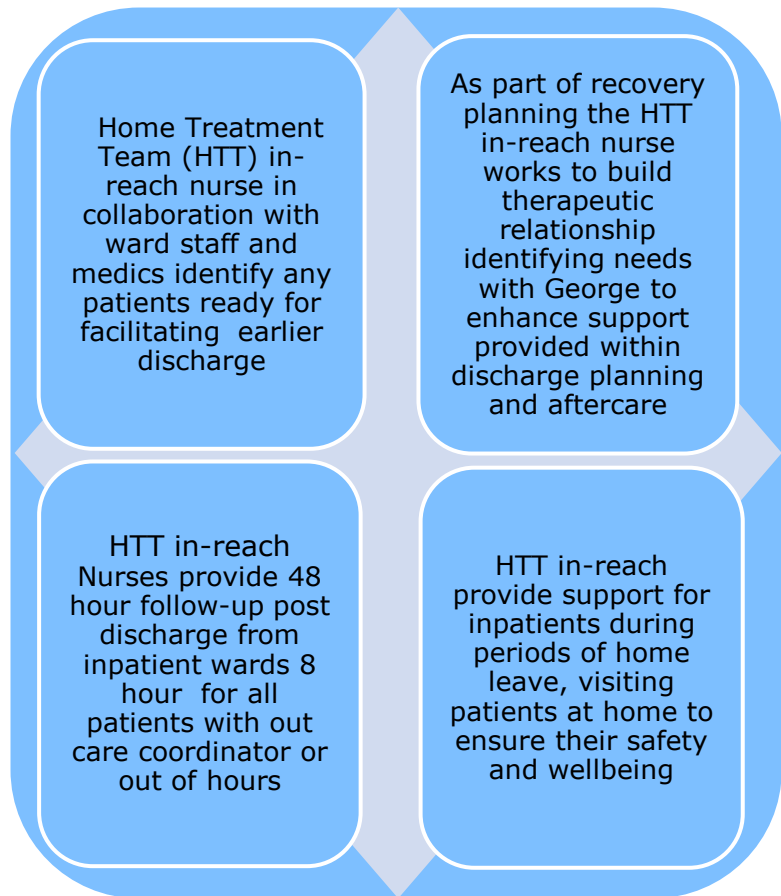 Home Treatment
Team (HTT) in-
reach nurse in
collaboration with
ward staff and
medics identify any
patients ready for
facilitating  earlier
discharge
As part of recovery
planning the HTT
in-reach nurse
works to build
therapeutic
relationship
identifying needs
with George to
enhance support
provided within
discharge planning
and aftercare
HTT in-reach
Nurses provide 48
hour follow-up post
discharge from
inpatient wards 8
hour  for all
patients with out
care coordinator or
out of hours
HTT in-reach
provide support for
inpatients during
periods of home
leave, visiting
patients at home to
ensure their safety
and wellbeing